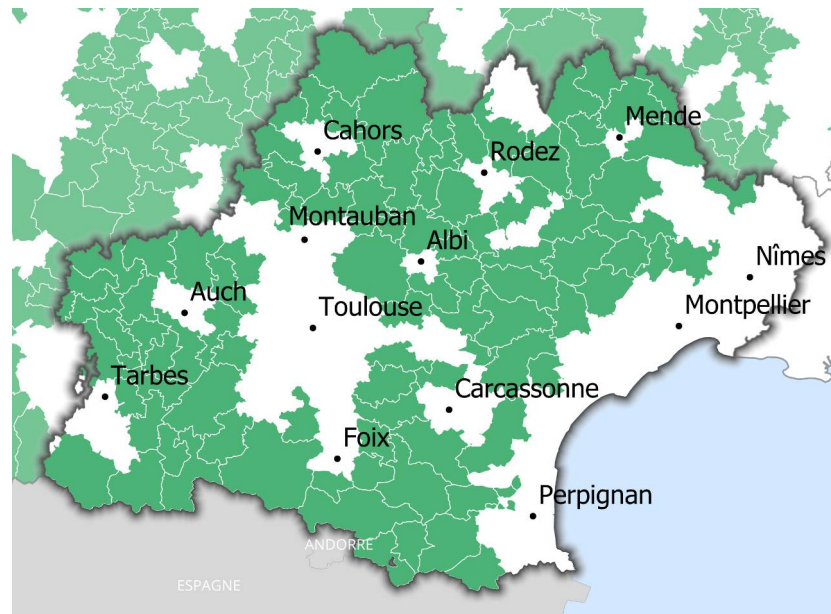 Mende
Cahors
Rodez
Montauban
Albi
Nîmes
Auch
Toulouse
Montpellier
Tarbes
Carcassonne
Foix
Perpignan
ANDORRE
ESPAGNE